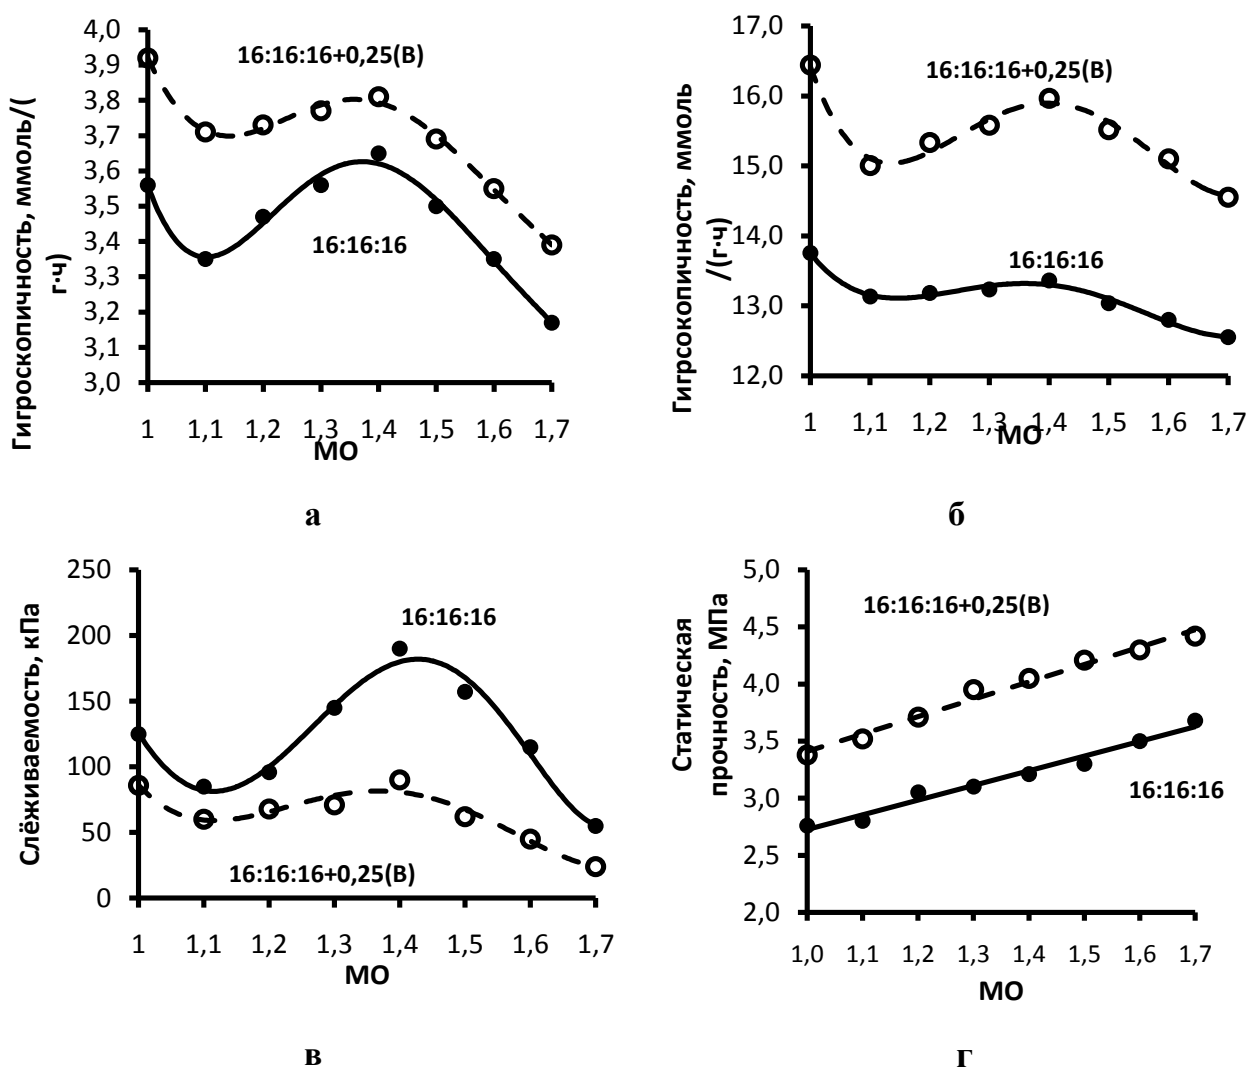 4,0
3,9
3,8
3,7
3,6
3,5
3,4
3,3
3,2
3,1
3,0
Гигроскопичность, ммоль/(
г·ч)
16:16:16+0,25(В)
16:16:16
1 1,1 1,2 1,3 1,4 1,5 1,6 1,7
МО
а
17,0
16,0
15,0
14,0
13,0
12,0
Гигрсокопичность, ммоль
/(г·ч)
16:16:16+0,25(В)
16:16:16
1 1,1 1,2 1,3 1,4 1,5 1,6 1,7
МО
б
250
200
150
100
50
0
Слёживаемость, кПа
16:16:16
16:16:16+0,25(В)
1 1,1 1,2 1,3 1,4 1,5 1,6 1,7
МО
в
5,0
4,5
4,0
3,5
3,0
2,5
2,0
Статическая
прочность, МПа
16:16:16+0,25(В)
16:16:16
1,0 1,1 1,2 1,3 1,4 1,5 1,6 1,7
МО
г